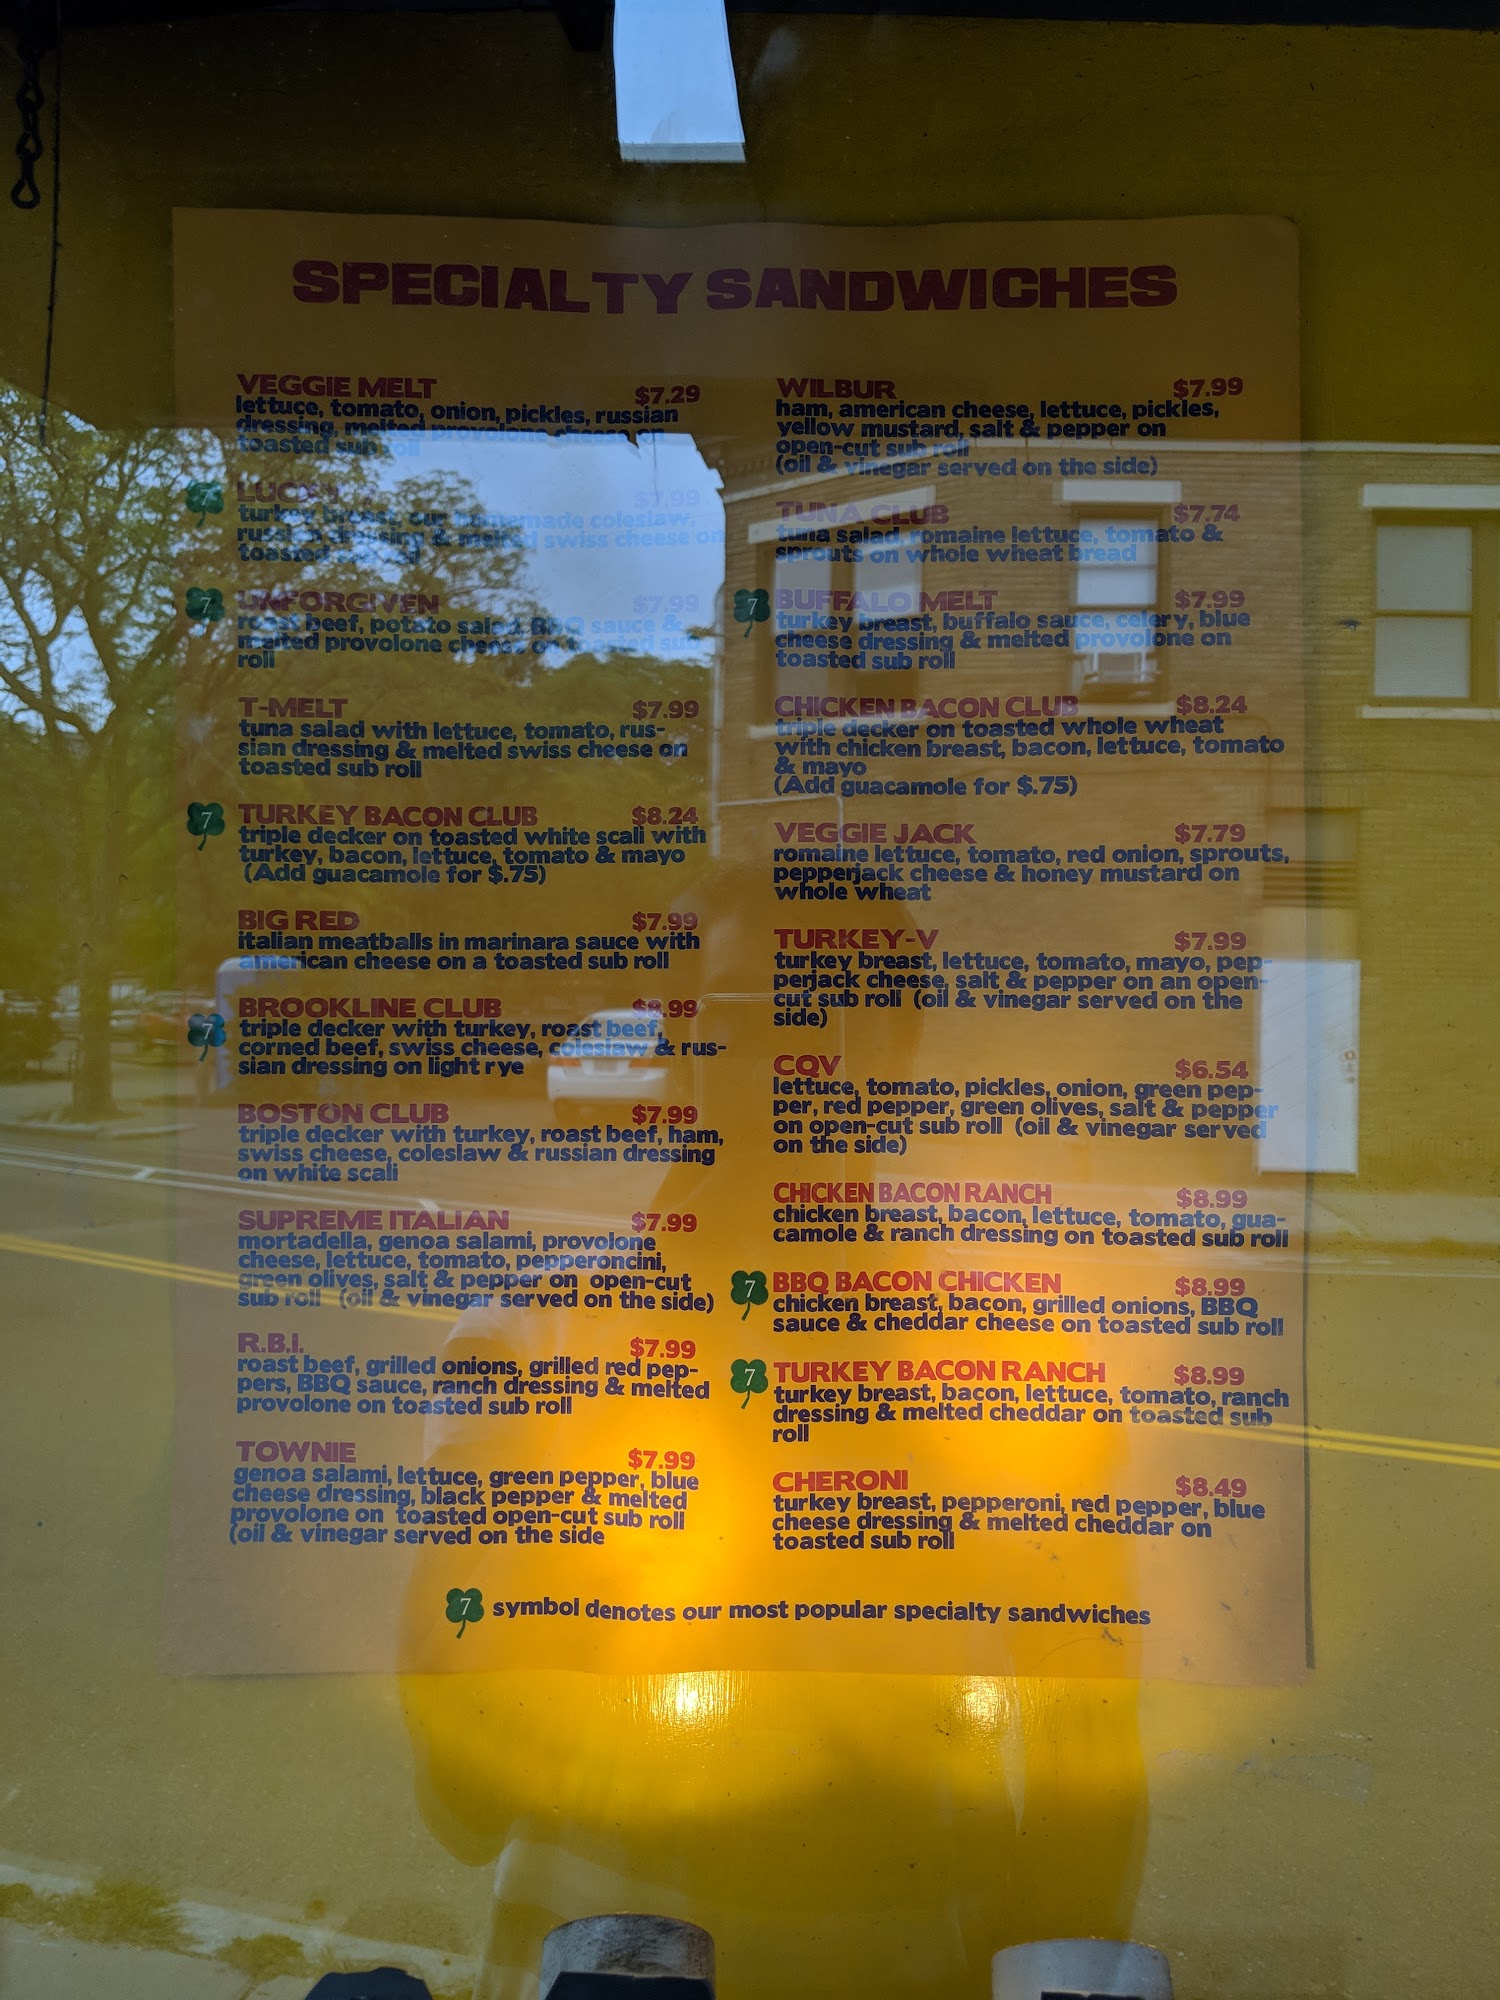 SPECIALTY SANDWICHES
VEGGIE MELT $7.29
lettuce, tomato, onion, pickles, russian
dressing, melted provolone cheese on
toasted sub roll
7 LUCKY $7.99
turkey breast, our homemade coleslaw,
russian dressing & melted swiss cheese on
toasted
7 UNFORGIVEN $7.99
roast beef, potato salad, BBQ sauce &
melted provolone cheese on toasted sub
roll
T-MELT $7.99
tuna salad with lettuce, tomato, rus-
sian dressing & melted swiss cheese on
toasted sub roll
7 TURKEY BACON CLUB $8.24
triple decker on toasted white scali with
turkey, bacon, lettuce, tomato & mayo
(Add guacamole for $.75)
BIG RED $7.99
italian meatballs in marinara sauce with
american cheese on a toasted sub roll
7 BROOKLINE CLUB $8.99
triple decker with turkey, roast beef,
corned beef, swiss cheese, coleslaw & rus-
sian dressing on light rye
BOSTON CLUB $7.99
triple decker with turkey, roast beef, ham,
swiss cheese, coleslaw & russian dressing
on white scali
SUPREME ITALIAN $7.99
mortadella, genoa salami, provolone
cheese, lettuce, tomato, pepperoncini,
green olives, salt & pepper on open-cut
sub roll (oil & vinegar served on the side)
R.B.I. $7.99
roast beef, grilled onions, grilled red pep-
pers, BBQ sauce, ranch dressing & melted
provolone on toasted sub roll
TOWNIE $7.99
genoa salami, lettuce, green pepper, blue
cheese dressing, black pepper & melted
provolone on toasted open-cut sub roll
(oil & vinegar served on the side
WILBUR $7.99
ham, american cheese, lettuce, pickles,
yellow mustard, salt & pepper on
open-cut sub roll
(oil & vinegar served on the side)
TUNA CLUB $7.74
tuna salad, romaine lettuce, tomato &
sprouts on whole wheat bread
7 BUFFALO MELT $7.99
turkey breast, buffalo sauce, celery, blue
cheese dressing & melted provolone on
toasted sub roll
CHICKEN BACON CLUB $8.24
triple decker on toasted whole wheat
with chicken breast, bacon, lettuce, tomato
& mayo
(Add guacamole for $.75)
VEGGIE JACK $7.79
romaine lettuce, tomato, red onion, sprouts,
pepperjack cheese & honey mustard on
whole wheat
TURKEY-V $7.99
turkey breast, lettuce, tomato, mayo, pep-
perjack cheese, salt & pepper on an open-
cut sub roll (oil & vinegar served on the
side)
CQV $6.54
lettuce, tomato, pickles, onion, green pep-
per, red pepper, green olives, salt & pepper
on open-cut sub roll (oil & vinegar served
on the side)
CHICKEN BACON RANCH $8.99
chicken breast, bacon, lettuce, tomato, gua-
camole & ranch dressing on toasted sub roll
7 BBQ BACON CHICKEN $8.99
chicken breast, bacon, grilled onions, BBQ
sauce & cheddar cheese on toasted sub roll
7 TURKEY BACON RANCH $8.99
turkey breast, bacon, lettuce, tomato, ranch
dressing & melted cheddar on toasted sub
roll
CHERONI $8.49
turkey breast, pepperoni, red pepper, blue
cheese dressing & melted cheddar on
toasted sub roll
7 symbol denotes our most popular specialty sandwiches